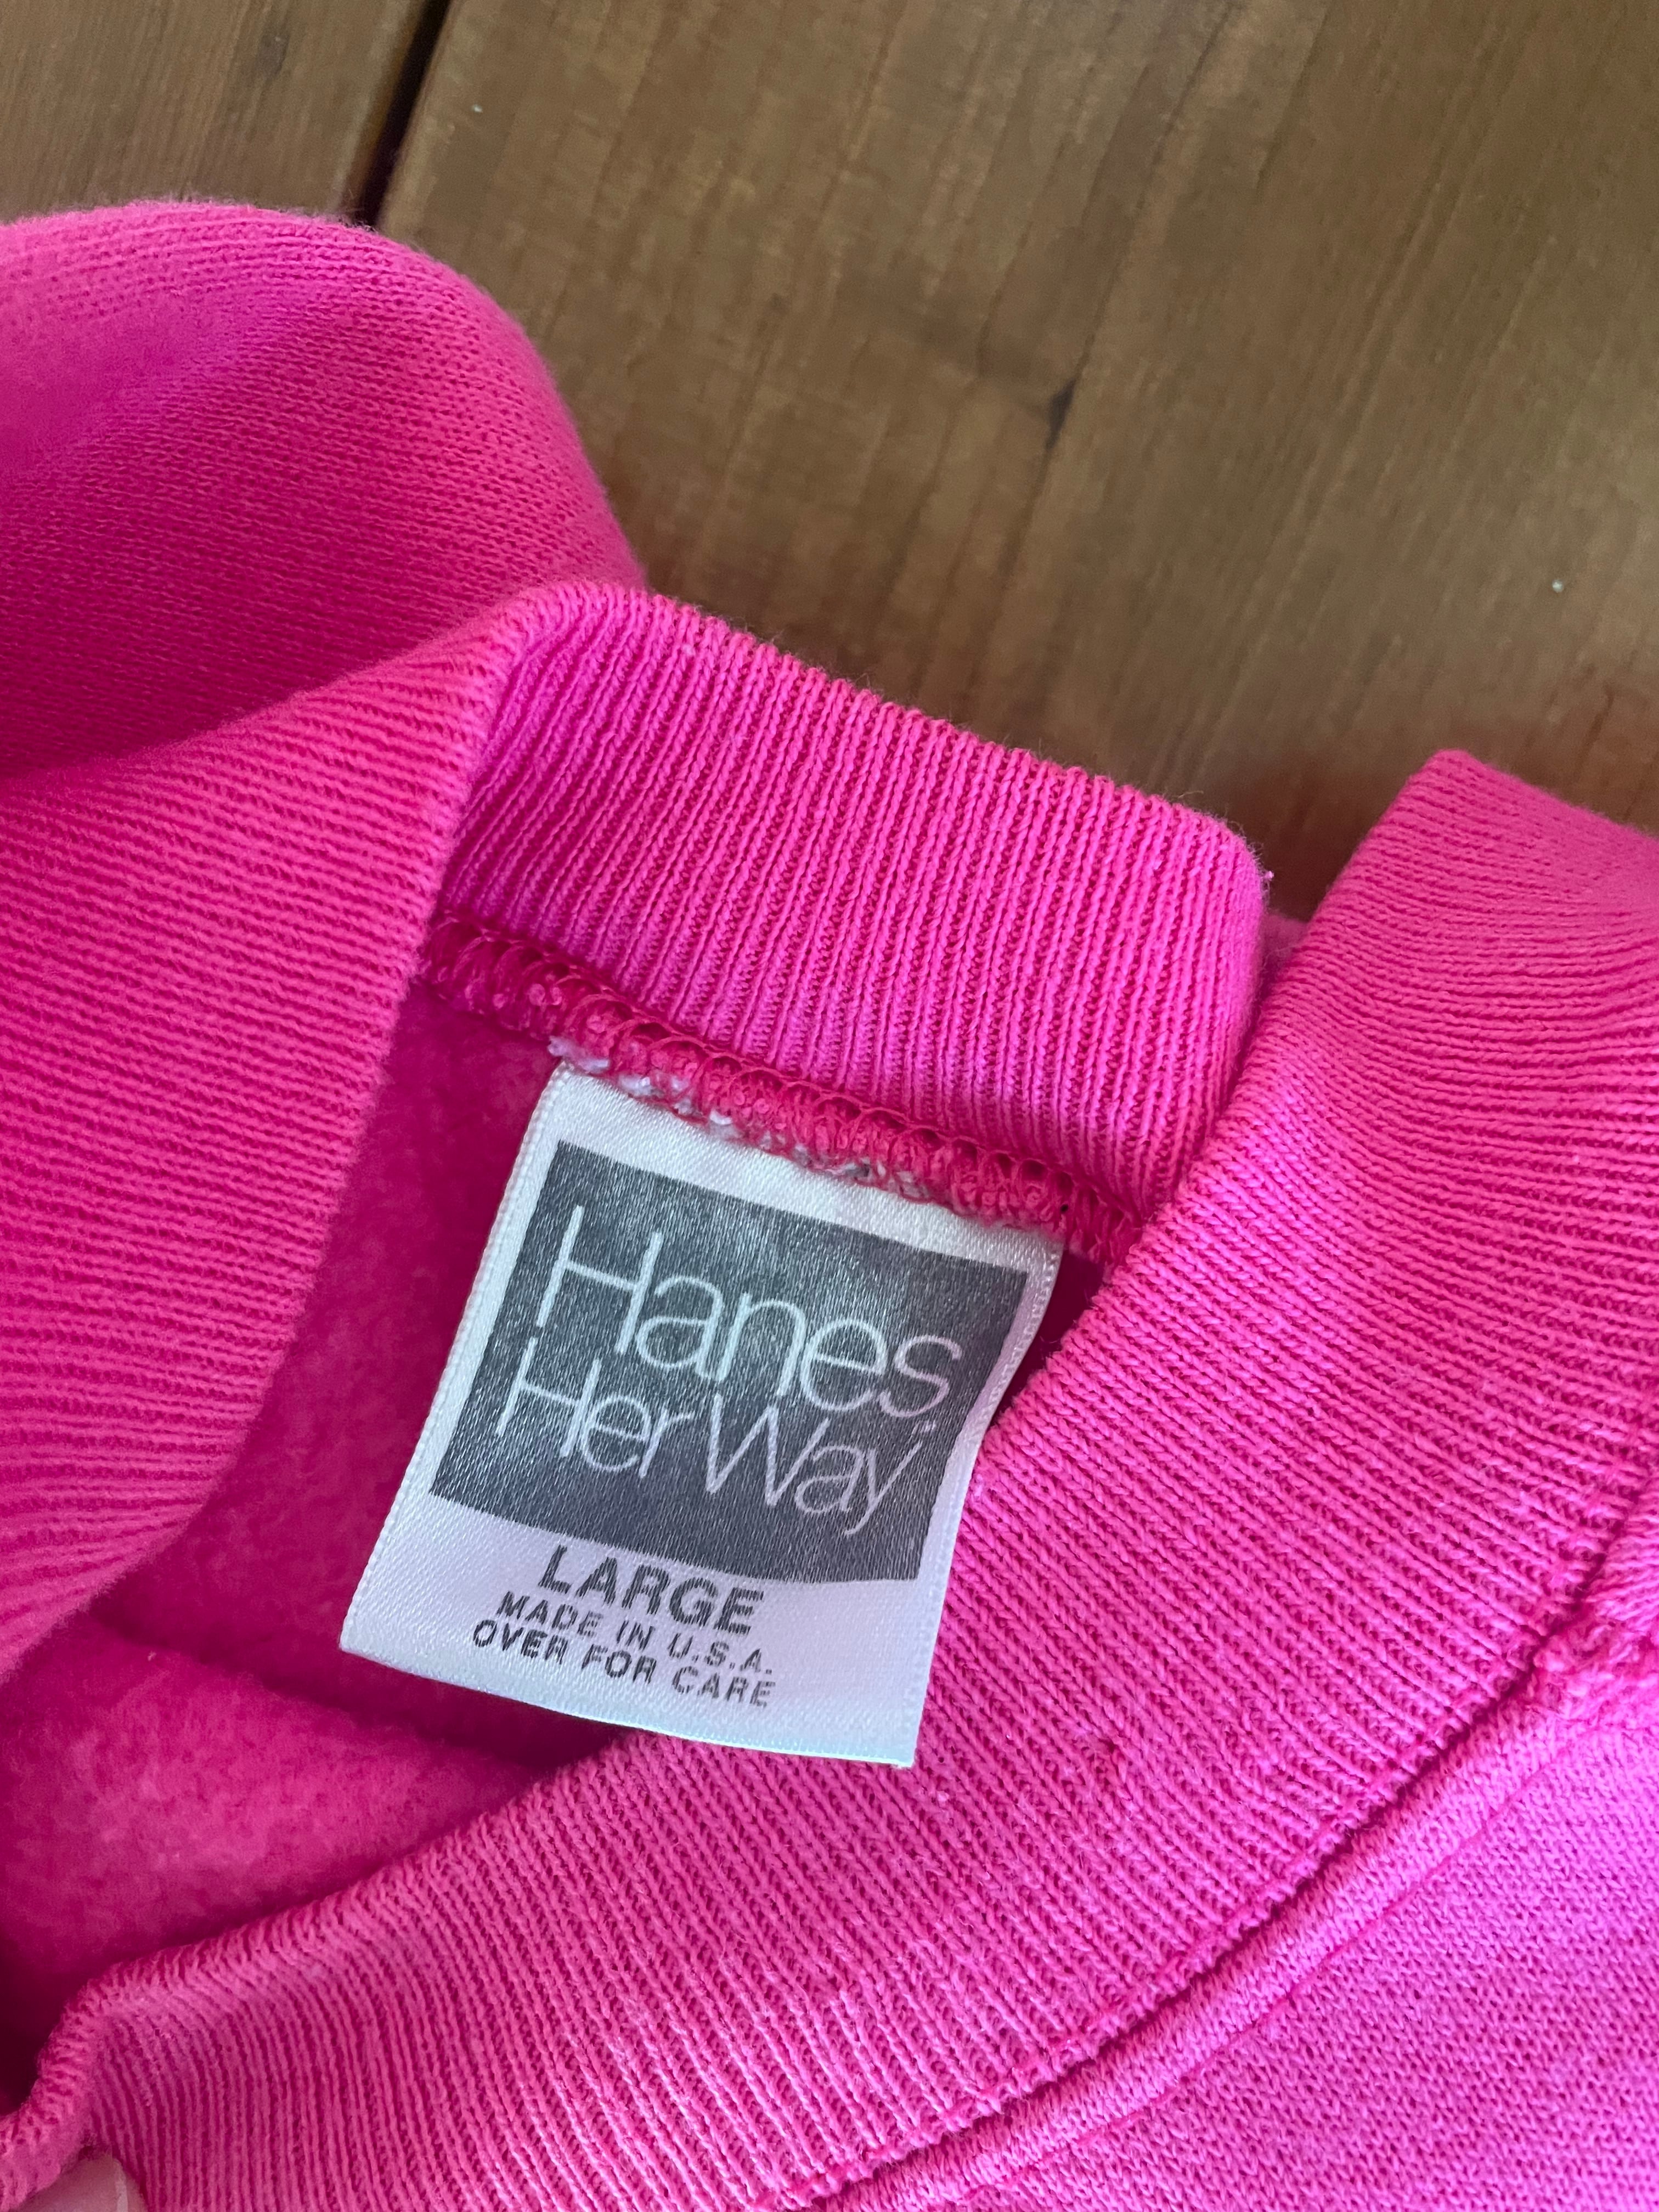 Hanes
Her Way
LARGE
MADE IN U.S.A.
OVER FOR CARE